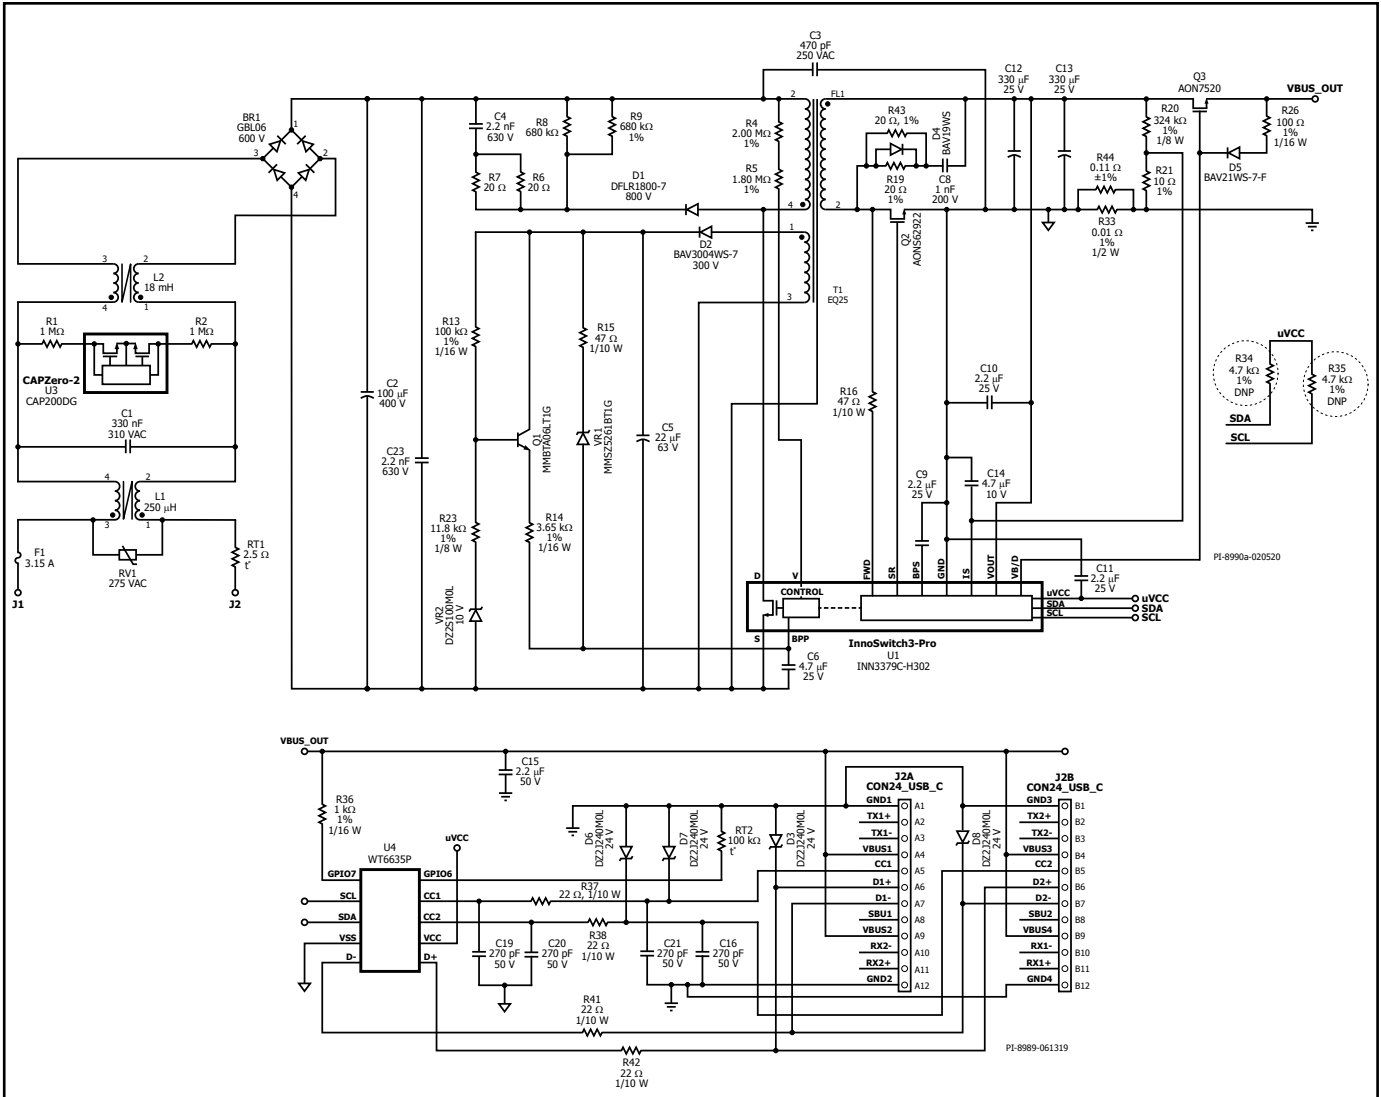 C3
470 pF
250 VAC
BR1
GBL06
600 V
1
3
2
4
C4
2.2 nF
630 V
R8
680 kΩ
R9
680 kΩ
1%
R7
20 Ω
R6
20 Ω
D1
DFLR1800-7
800 V
R4
2.00 MΩ
1%
R5
1.80 MΩ
1%
2
4
1
3
FL1
2
T1
EQ25
D2
BAV3004WS-7
300 V
R43
20 Ω, 1%
D4
BAV19WS
R19
20 Ω
1%
C8
1 nF
200 V
Q2
AONS62922
C12
330 μF
25 V
C13
330 μF
25 V
Q3
AON7520
VBUS_OUT
R20
324 kΩ
1%
1/8 W
R26
100 Ω
1%
1/16 W
R44
0.11 Ω
±1%
R21
10 Ω
1%
D5
BAV21WS-7-F
R33
0.01 Ω
1%
1/2 W
3
2
L2
18 mH
4
1
R1
1 MΩ
R2
1 MΩ
CAPZero-2
U3
CAP200DG
C1
330 nF
310 VAC
4
2
L1
250 μH
3
1
F1
3.15 A
RV1
275 VAC
RT1
2.5 Ω
t°
J1
J2
C2
100 μF
400 V
C23
2.2 nF
630 V
R13
100 kΩ
1%
1/16 W
R15
47 Ω
1/10 W
Q1
MMBTA06LT1G
VR1
MMSZ5261BT1G
C5
22 μF
63 V
R23
11.8 kΩ
1%
1/8 W
R14
3.65 kΩ
1%
1/16 W
VR2
DZ2S100M0L
10 V
R16
47 Ω
1/10 W
C10
2.2 μF
25 V
C9
2.2 μF
25 V
C14
4.7 μF
10 V
uVCC
R34
4.7 kΩ
1%
DNP
R35
4.7 kΩ
1%
DNP
SDA
SCL
PI-8990a-020520
C11
2.2 μF
25 V
D
V
FWD
SR
BPS
GND
IS
VOUT
VB/D
CONTROL
uVCC
SDA
SCL
uVCC
SDA
SCL
S
BPP
InnoSwitch3-Pro
U1
INN3379C-H302
C6
4.7 μF
25 V
VBUS_OUT
C15
2.2 μF
50 V
R36
1 kΩ
1%
1/16 W
U4
WT6635P
uVCC
GPIO7
SCL
SDA
VSS
D-
GPIO6
CC1
CC2
VCC
D+
D6
DZ2J240M0L
24 V
D7
DZ2J240M0L
24 V
RT2
100 kΩ
t°
D3
DZ2J240M0L
24 V
D8
DZ2J240M0L
24 V
R37
22 Ω, 1/10 W
R38
22 Ω
1/10 W
C19
270 pF
50 V
C20
270 pF
50 V
C21
270 pF
50 V
C16
270 pF
50 V
R41
22 Ω
1/10 W
R42
22 Ω
1/10 W
J2A
CON24_USB_C
GND1 A1
TX1+ A2
TX1- A3
VBUS1 A4
CC1 A5
D1+ A6
D1- A7
SBU1 A8
VBUS2 A9
RX2- A10
RX2+ A11
GND2 A12
J2B
CON24_USB_C
GND3 B1
TX2+ B2
TX2- B3
VBUS3 B4
CC2 B5
D2+ B6
D2- B7
SBU2 B8
VBUS4 B9
RX1- B10
RX1+ B11
GND4 B12
PI-8989-061319